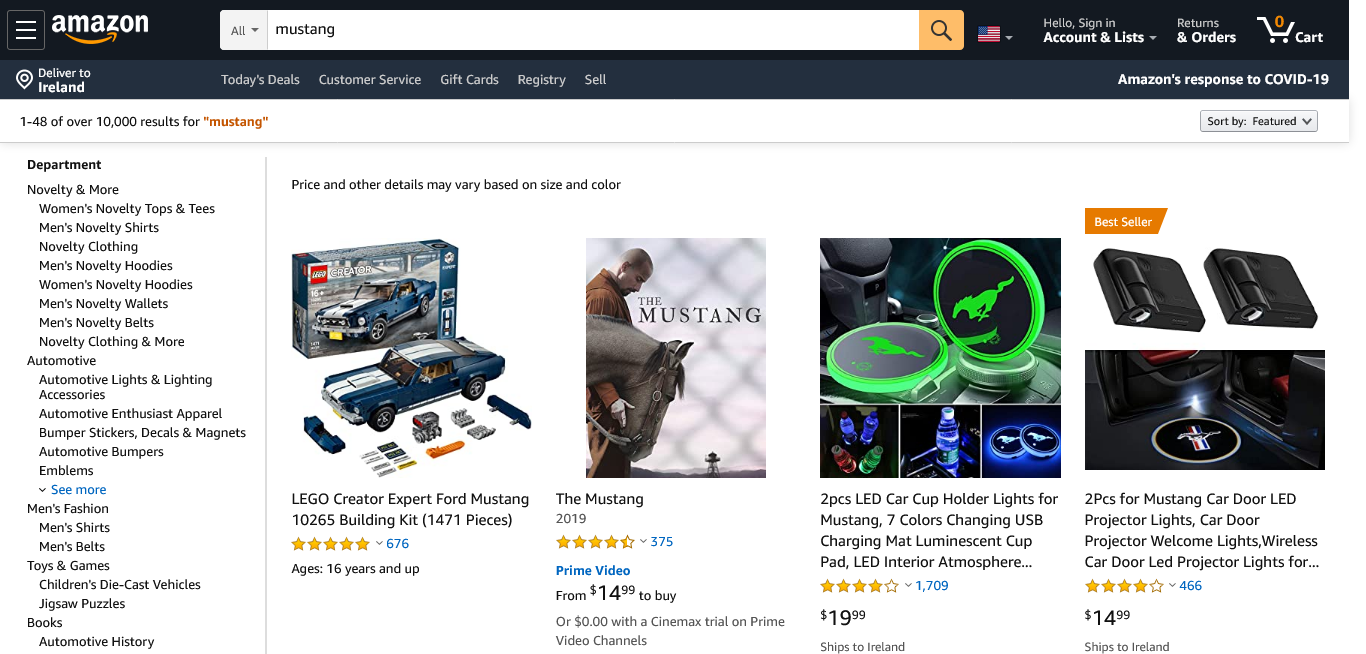 amazon
All
mustang
Hello, Sign in
Account & Lists
Returns
& Orders
0
Cart
Deliver to
Ireland
Today's Deals
Customer Service
Gift Cards
Registry
Sell
Amazon's response to COVID-19
1-48 of over 10,000 results for "mustang"
Sort by: Featured
Department
Novelty & More
Women's Novelty Tops & Tees
Men's Novelty Shirts
Novelty Clothing
Men's Novelty Hoodies
Women's Novelty Hoodies
Men's Novelty Wallets
Men's Novelty Belts
Novelty Clothing & More
Automotive
Automotive Lights & Lighting
Accessories
Automotive Enthusiast Apparel
Bumper Stickers, Decals & Magnets
Automotive Bumpers
Emblems
See more
Men's Fashion
Men's Shirts
Men's Belts
Toys & Games
Children's Die-Cast Vehicles
Jigsaw Puzzles
Books
Automotive History
Price and other details may vary based on size and color
LEGO
CREATOR
EXPERT
16+
LEGO Creator Expert Ford Mustang
10265 Building Kit (1471 Pieces)
676
Ages: 16 years and up
THE
MUSTANG
The Mustang
2019
375
Prime Video
From $14.99 to buy
Or $0.00 with a Cinemax trial on Prime
Video Channels
2pcs LED Car Cup Holder Lights for
Mustang, 7 Colors Changing USB
Charging Mat Luminescent Cup
Pad, LED Interior Atmosphere...
1,709
$19.99
Ships to Ireland
Best Seller
2Pcs for Mustang Car Door LED
Projector Lights, Car Door
Projector Welcome Lights,Wireless
Car Door Led Projector Lights for...
466
$14.99
Ships to Ireland